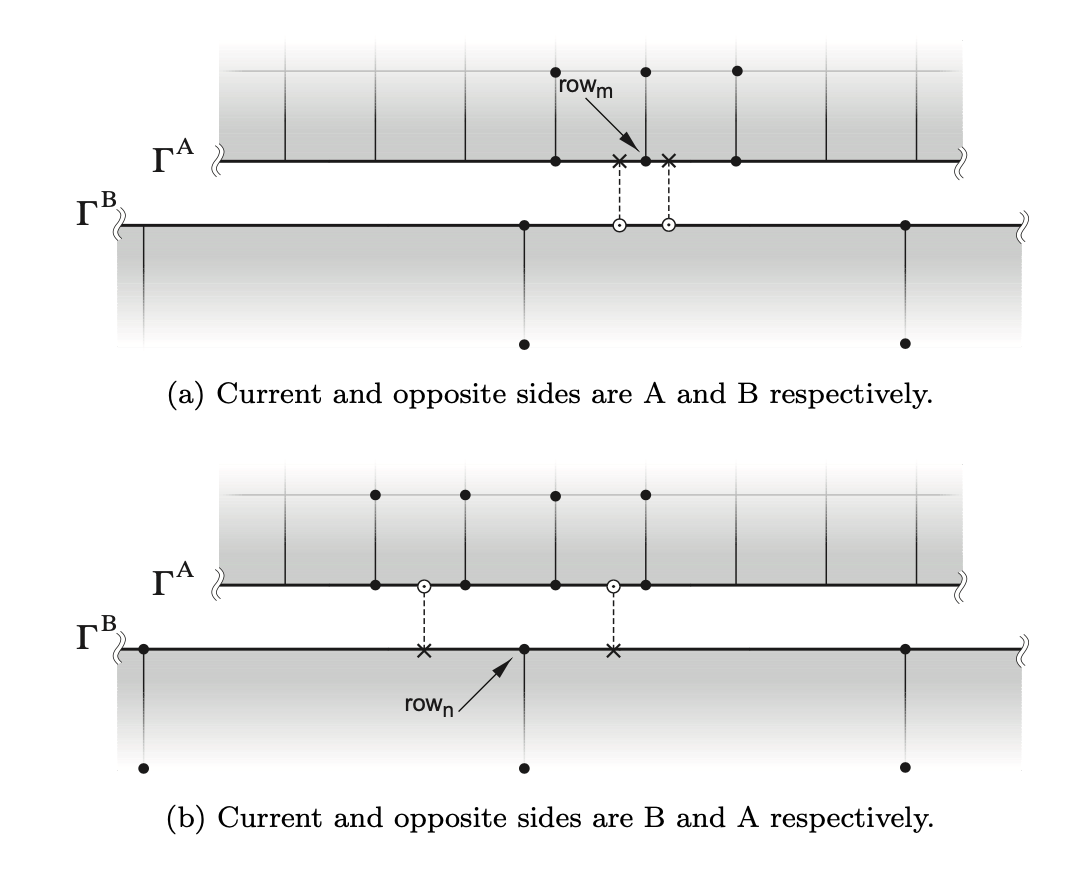 row_m
Γ^A
Γ^B
(a) Current and opposite sides are A and B respectively.
Γ^A
Γ^B
row_n
(b) Current and opposite sides are B and A respectively.